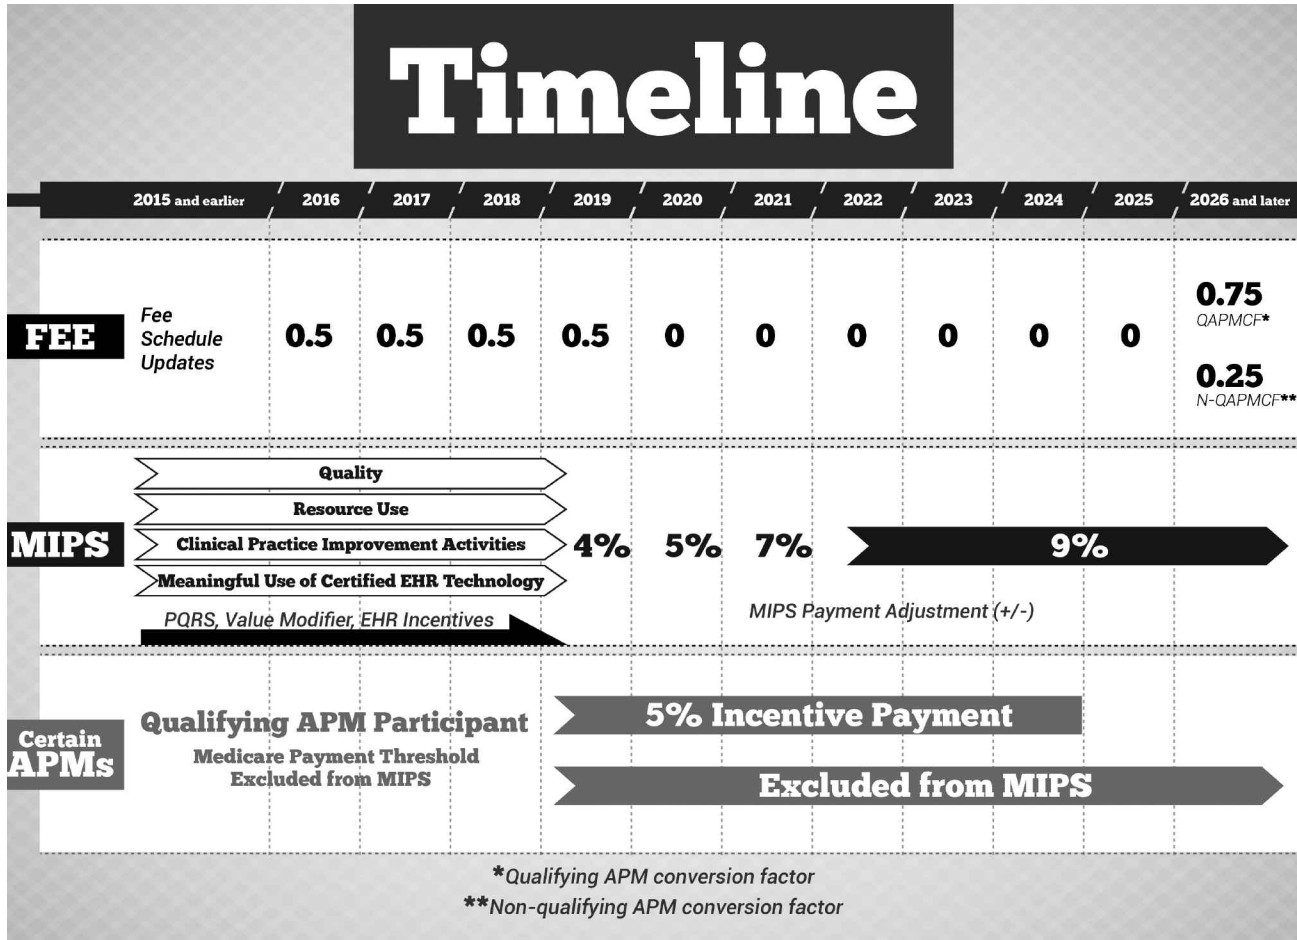 Timeline
2015 and earlier 2016 2017 2018 2019 2020 2021 2022 2023 2024 2025 2026 and later
FEE
Fee
Schedule
Updates
0.5 0.5 0.5 0.5 0 0 0 0 0 0
0.75
QAPMCF*
0.25
N-QAPMCF**
MIPS
Quality
Resource Use
Clinical Practice Improvement Activities
Meaningful Use of Certified EHR Technology
PQRS, Value Modifier, EHR Incentives
4% 5% 7% 9%
MIPS Payment Adjustment (+/-)
Certain
APMs
Qualifying APM Participant
Medicare Payment Threshold
Excluded from MIPS
5% Incentive Payment
Excluded from MIPS
*Qualifying APM conversion factor
**Non-qualifying APM conversion factor